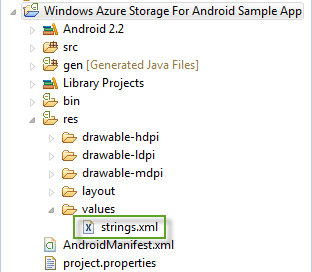 Windows Azure Storage For Android Sample App
Android 2.2
src
gen [Generated Java Files]
Library Projects
bin
res
drawable-hdpi
drawable-ldpi
drawable-mdpi
layout
values
strings.xml
AndroidManifest.xml
project.properties